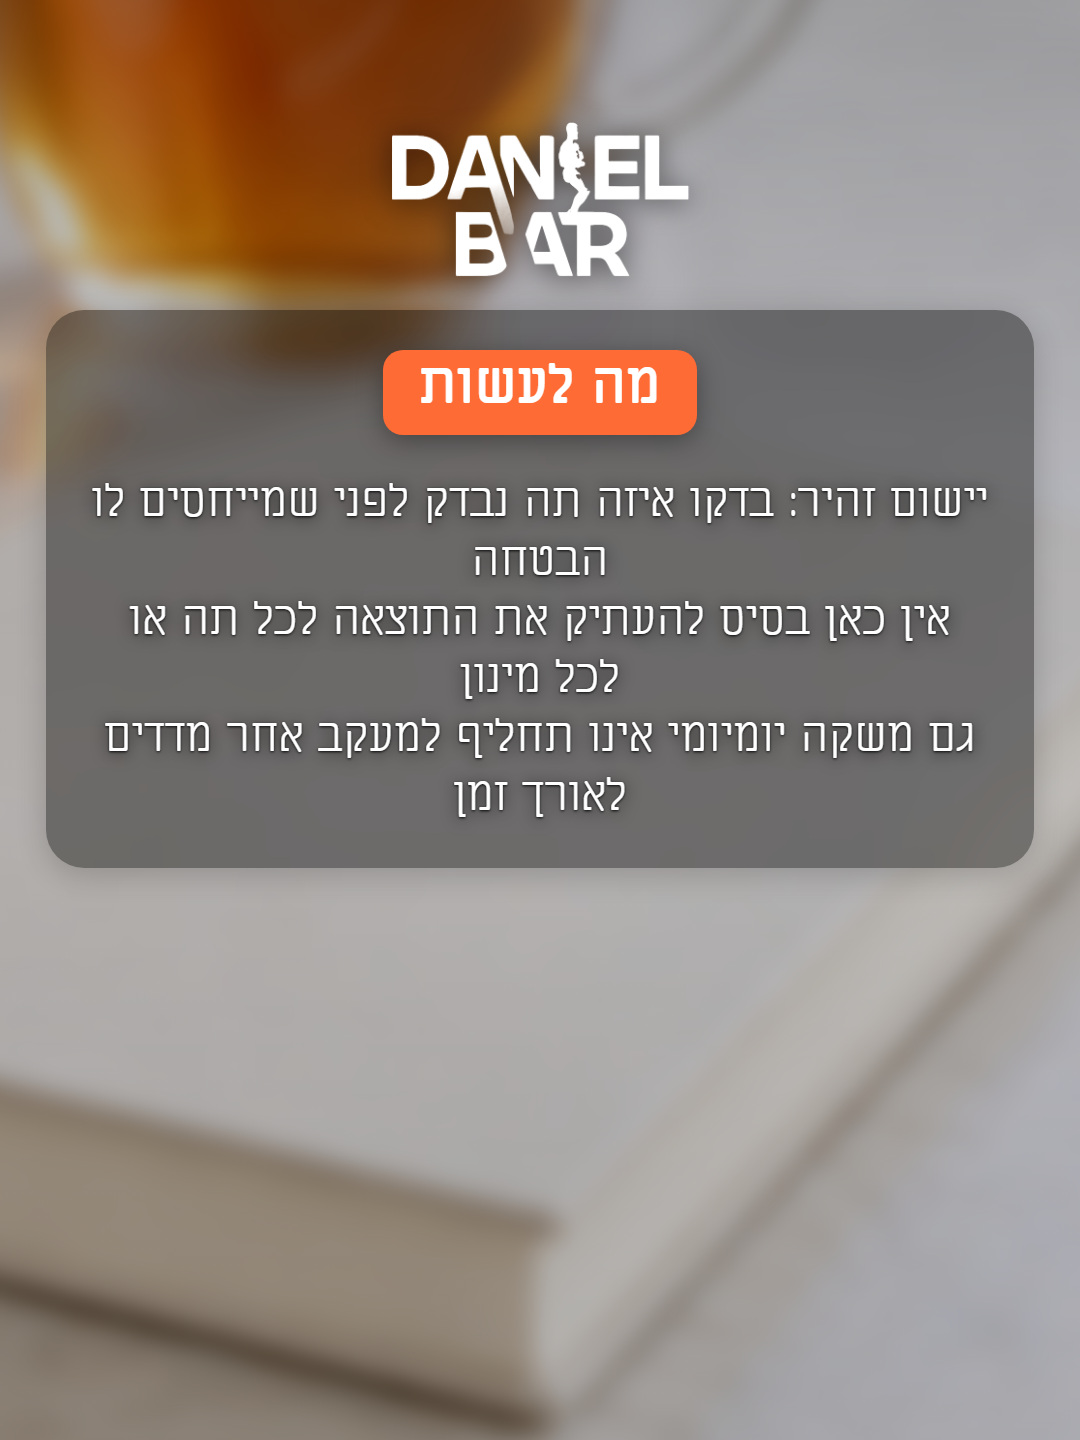 DANIEL
BAR
מה לעשות
יישום זהיר: בדקו איזה תה נבדק לפני שמייחסים לו
הבטחה
אין כאן בסיס להעתיק את התוצאה לכל תה או
לכל מינון
גם משקה יומיומי אינו תחליף למעקב אחר מדדים
לאורך זמן